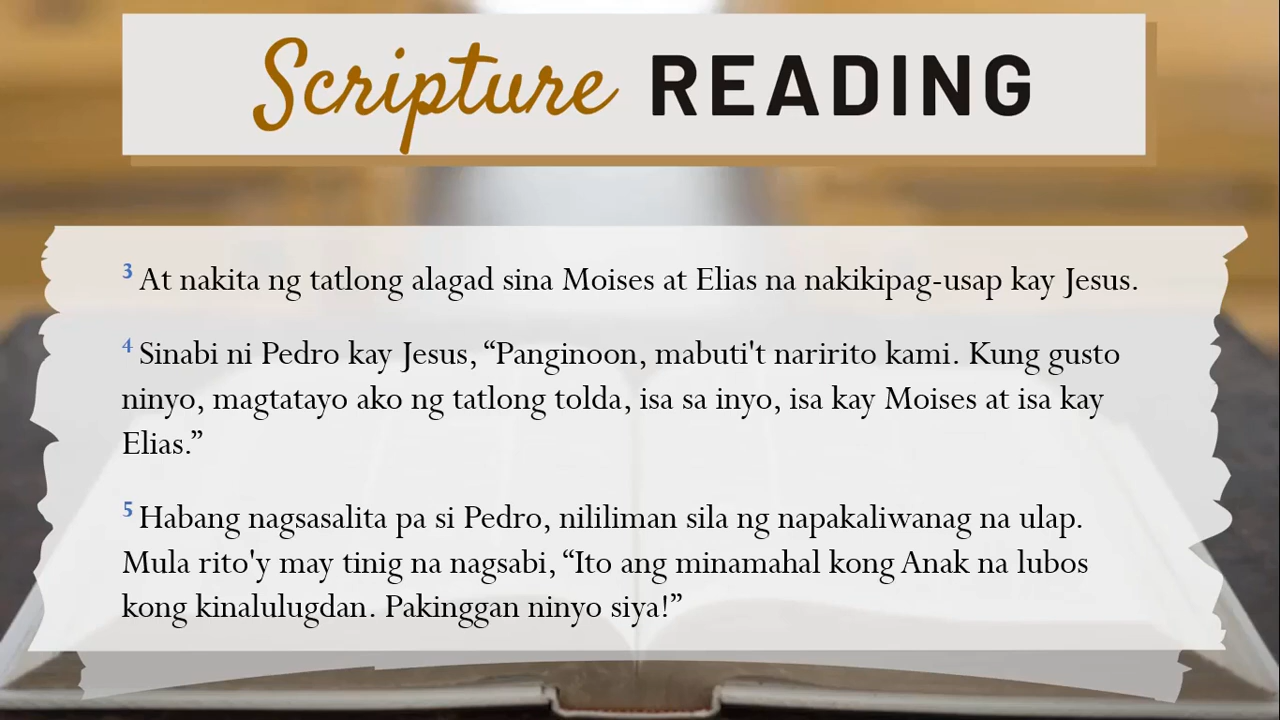 Scripture READING
3 At nakita ng tatlong alagad sina Moises at Elias na nakikipag-usap kay Jesus.
4 Sinabi ni Pedro kay Jesus, “Panginoon, mabuti't naririto kami. Kung gusto
ninyo, magtatayo ako ng tatlong tolda, isa sa inyo, isa kay Moises at isa kay
Elias.”
5 Habang nagsasalita pa si Pedro, nililiman sila ng napakaliwanag na ulap.
Mula rito'y may tinig na nagsabi, “Ito ang minamahal kong Anak na lubos
kong kinalulugdan. Pakinggan ninyo siya!”